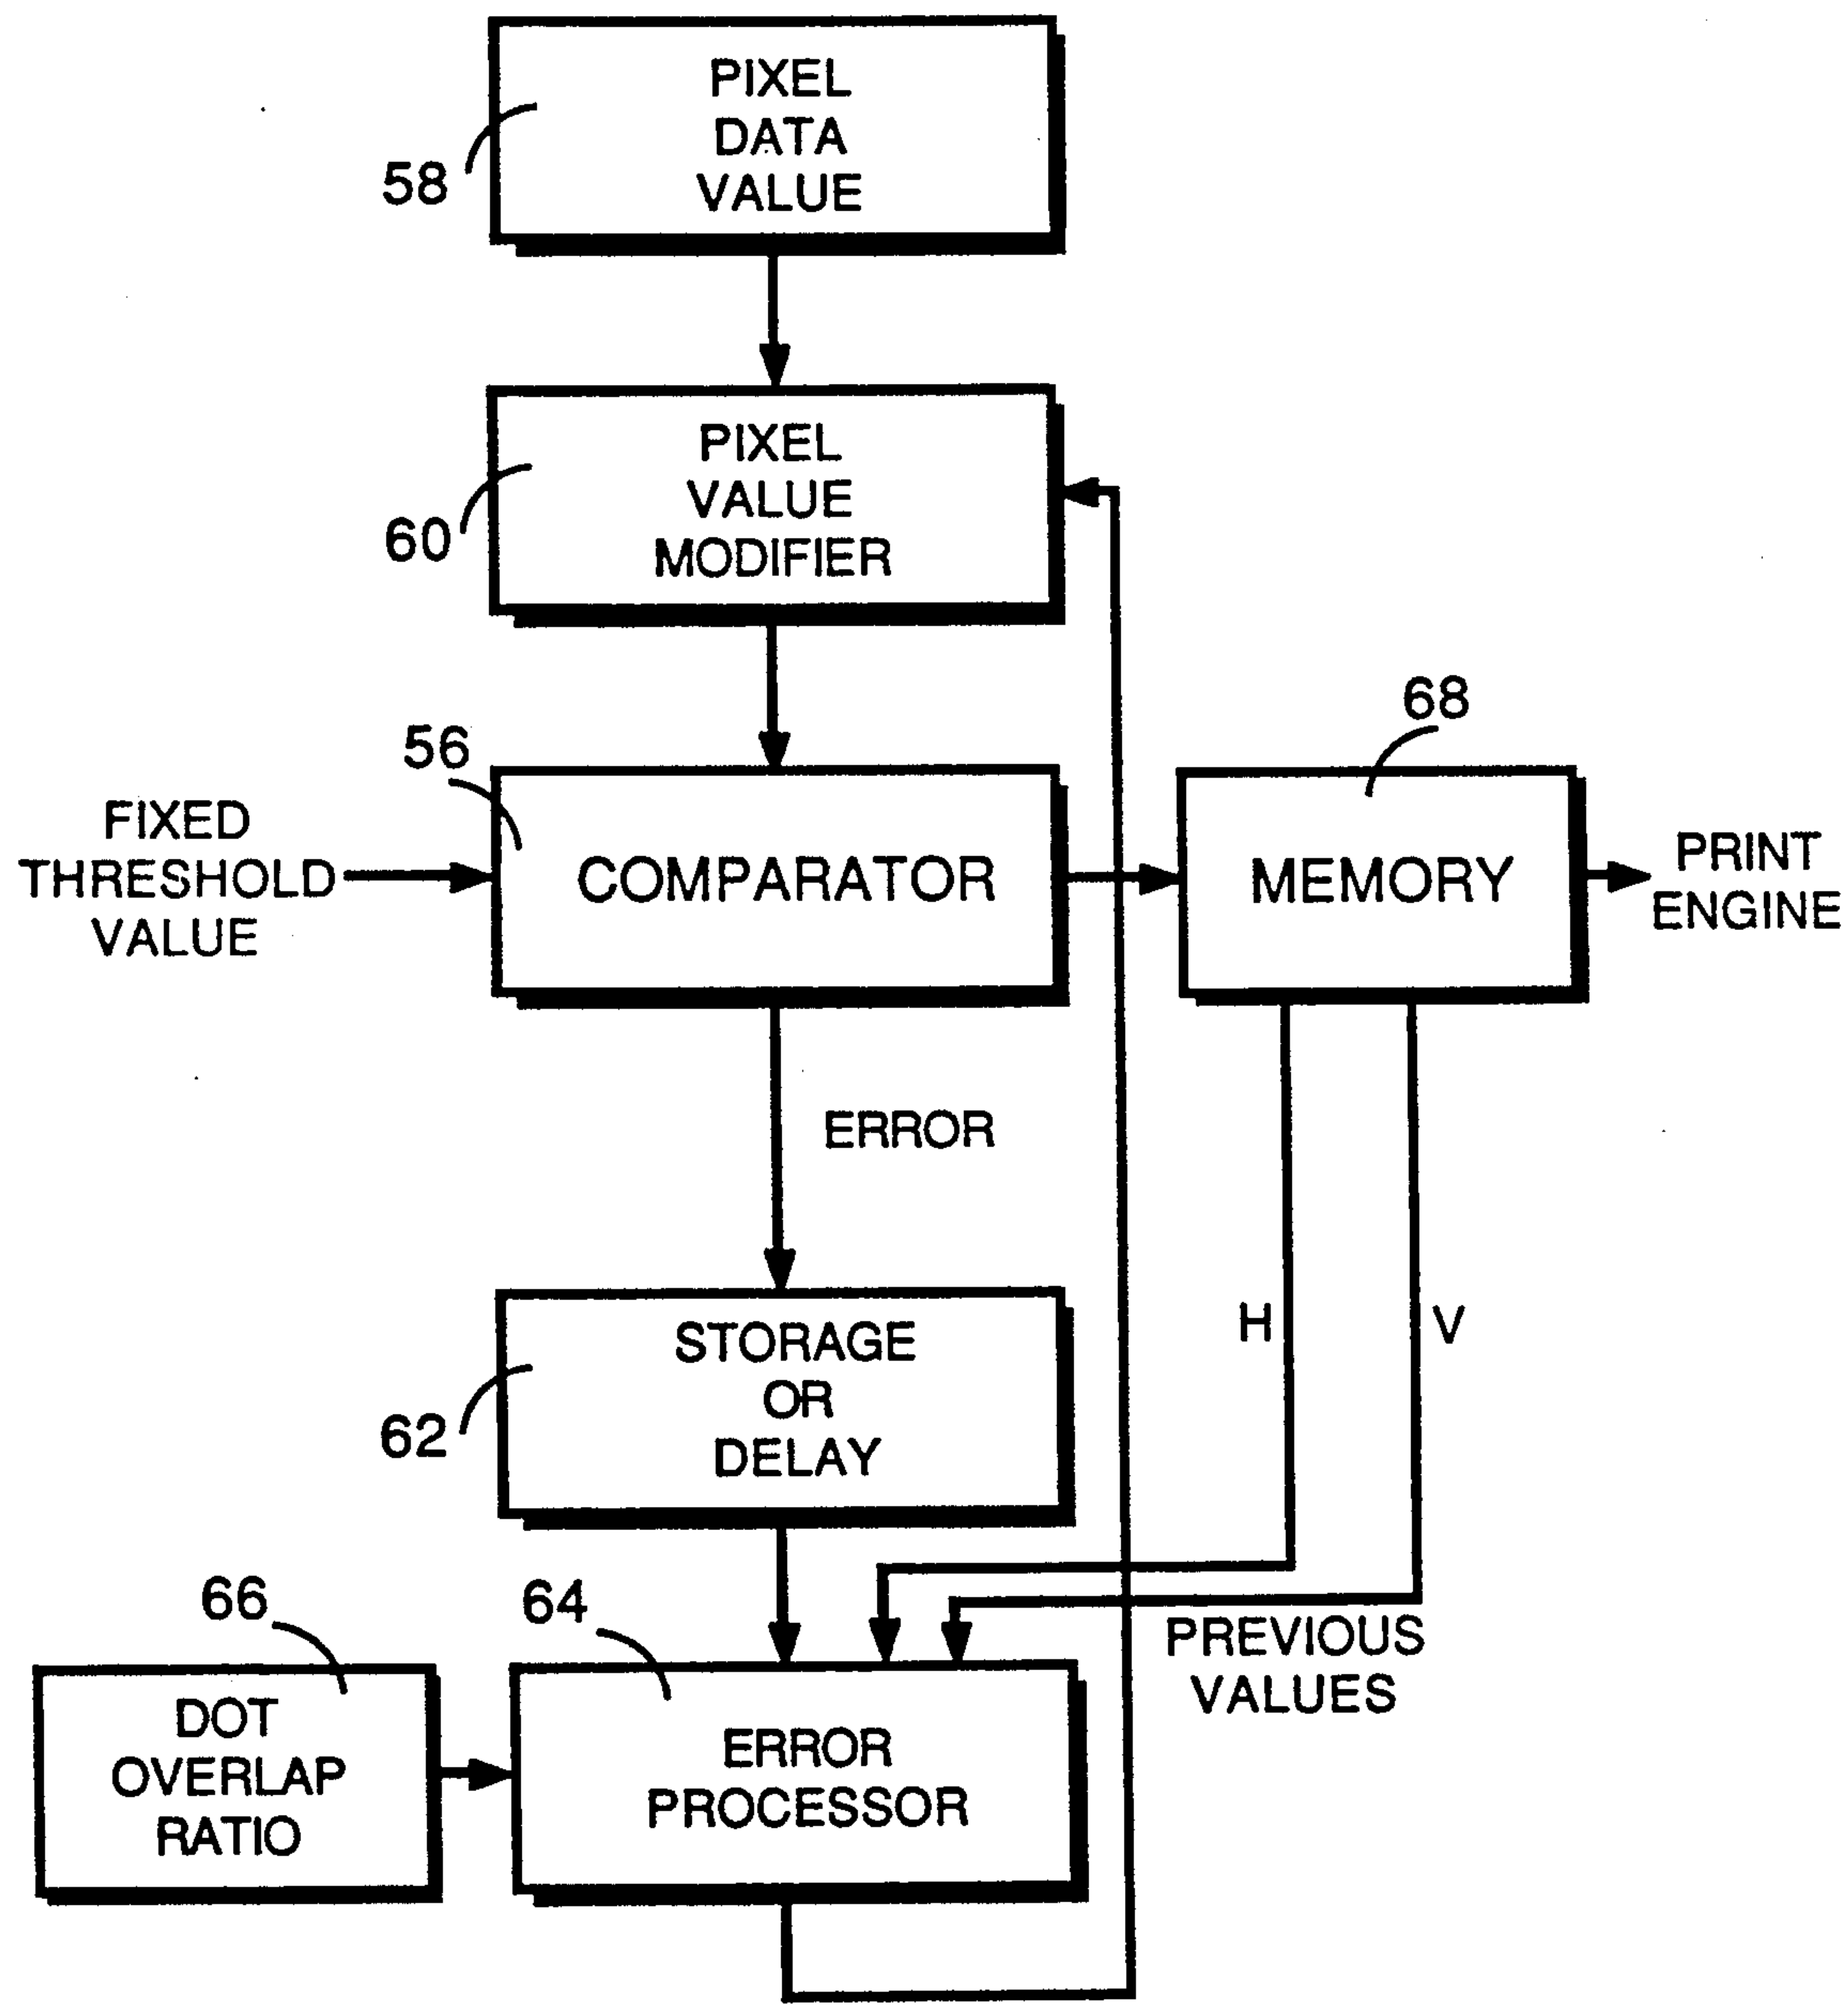 PIXEL
DATA
VALUE
58
PIXEL
VALUE
MODIFIER
60
68
56
FIXED
THRESHOLD
VALUE
COMPARATOR
MEMORY
PRINT
ENGINE
ERROR
H
V
STORAGE
OR
DELAY
62
66
64
PREVIOUS
VALUES
DOT
OVERLAP
RATIO
ERROR
PROCESSOR